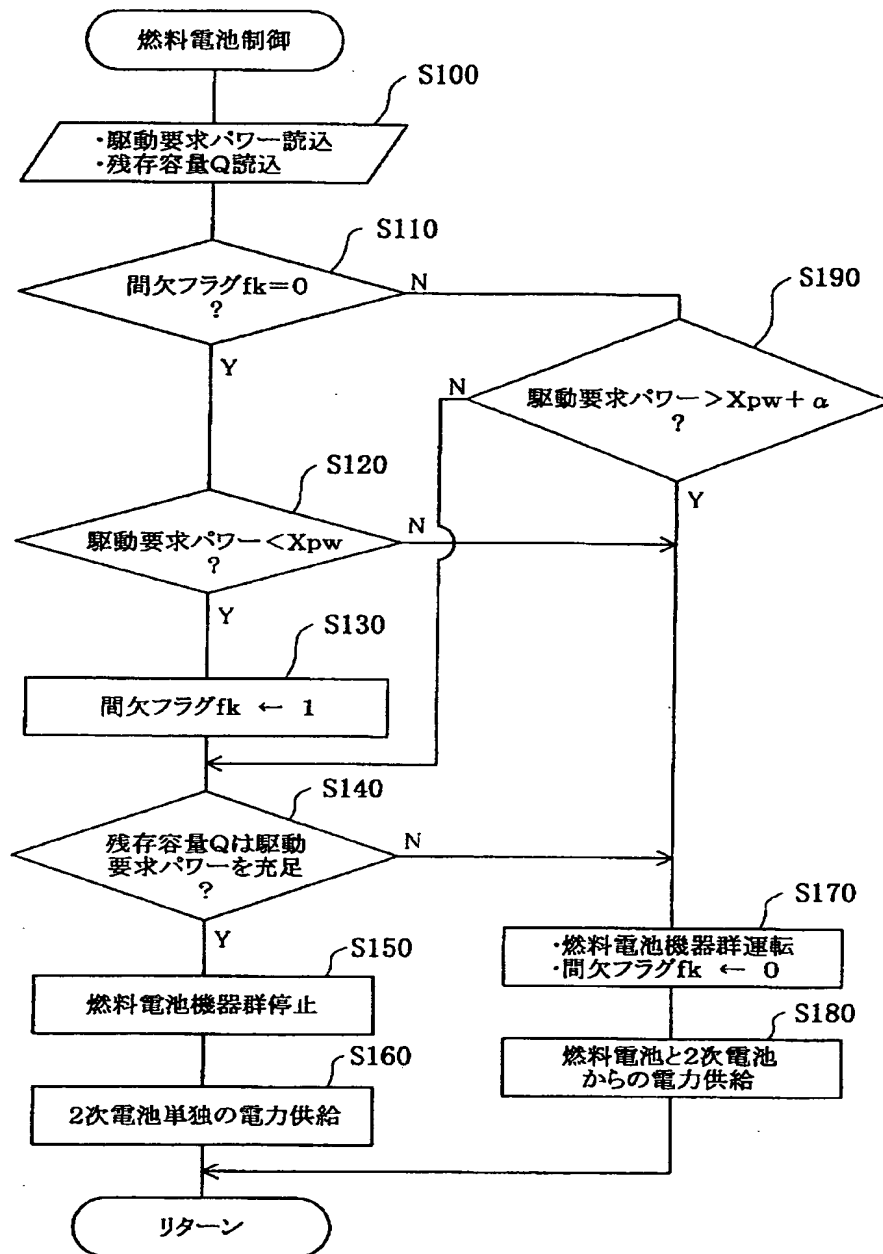 燃料電池制御
S100
・駆動要求パワー読込
・残存容量Q読込
S110
間欠フラグfk＝0
?
N
Y
S190
駆動要求パワー＞Xpw＋α
?
N
Y
S120
駆動要求パワー＜Xpw
?
N
Y
S130
間欠フラグfk ← 1
S140
残存容量Qは駆動
要求パワーを充足
?
N
Y
S150
燃料電池機器群停止
S160
2次電池単独の電力供給
S170
・燃料電池機器群運転
・間欠フラグfk ← 0
S180
燃料電池と2次電池
からの電力供給
リターン